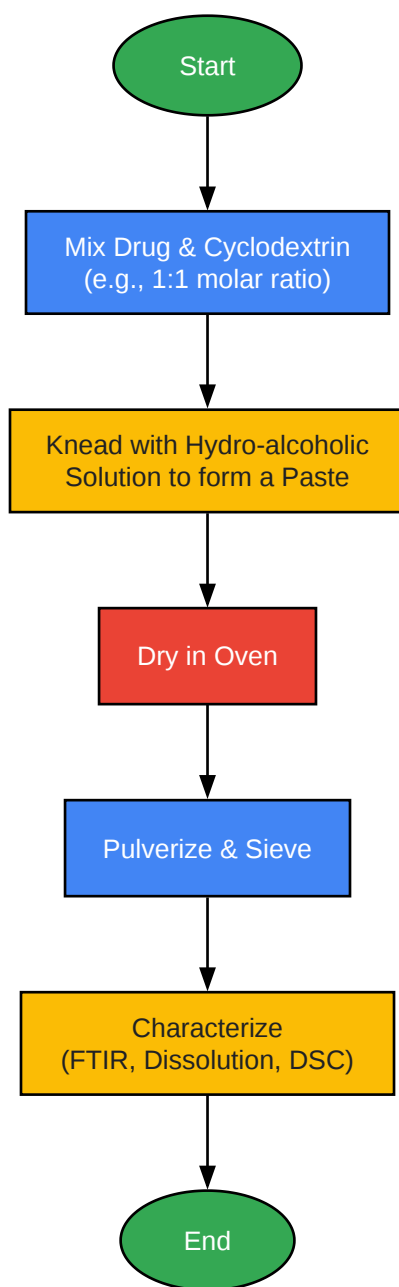 Start
Mix Drug & Cyclodextrin
(e.g., 1:1 molar ratio)
Knead with Hydro-alcoholic
Solution to form a Paste
Dry in Oven
Pulverize & Sieve
Characterize
(FTIR, Dissolution, DSC)
End